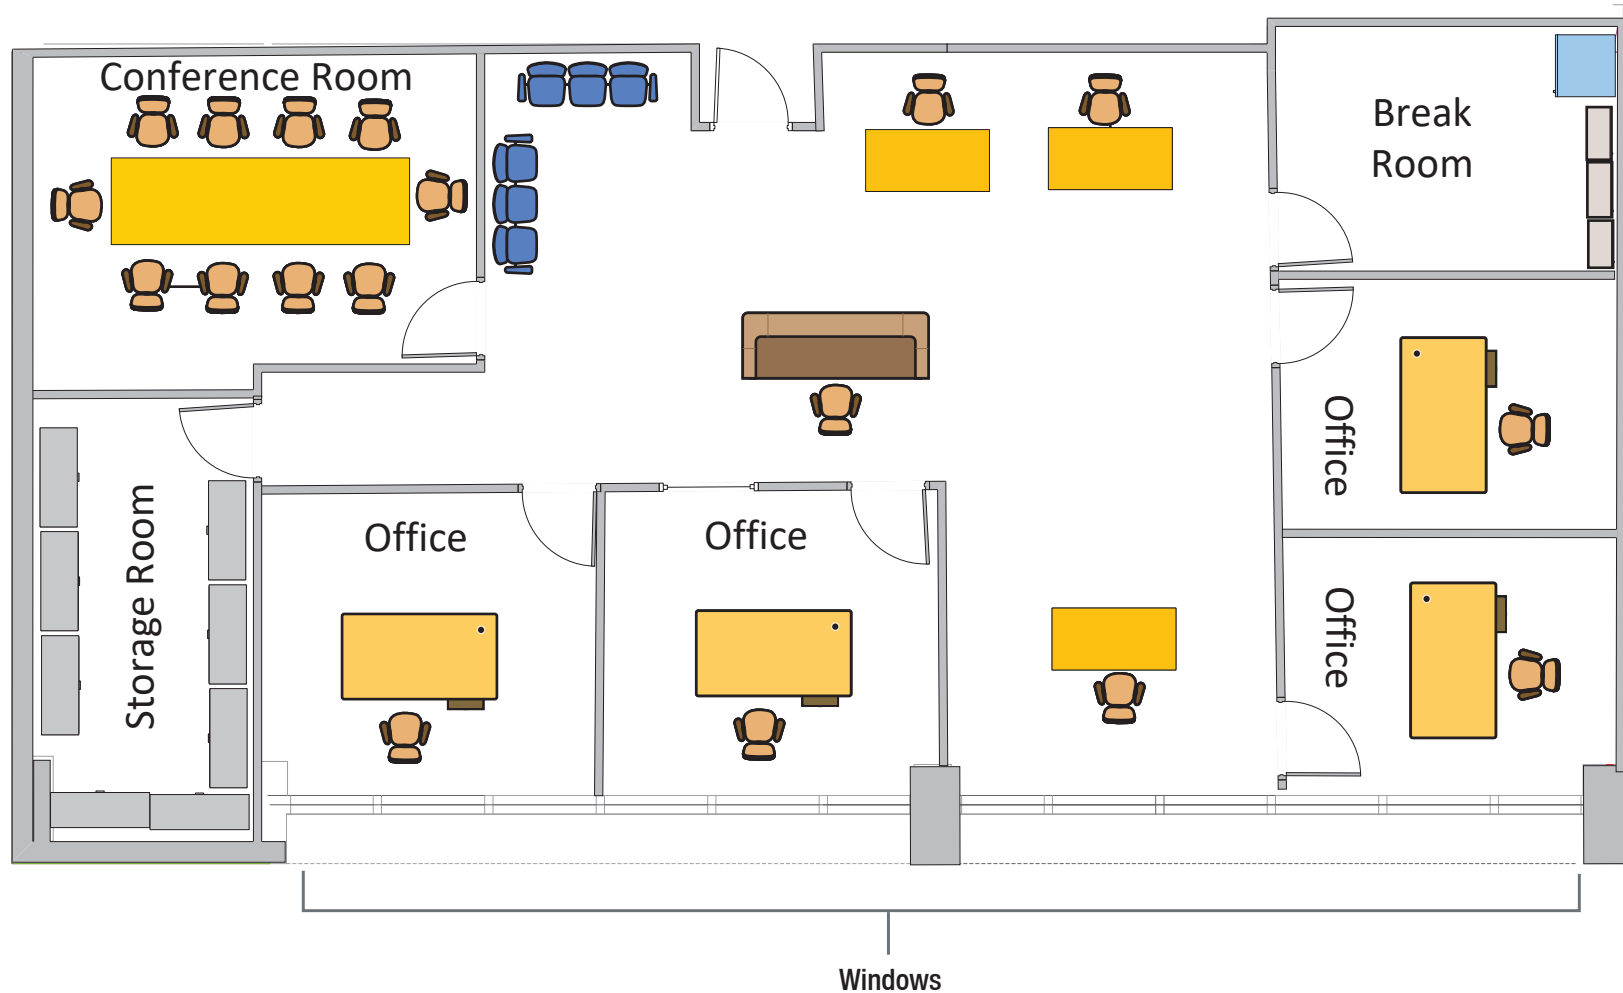 Conference Room
Break
Room
Office
Storage Room
Office
Office
Office
Windows